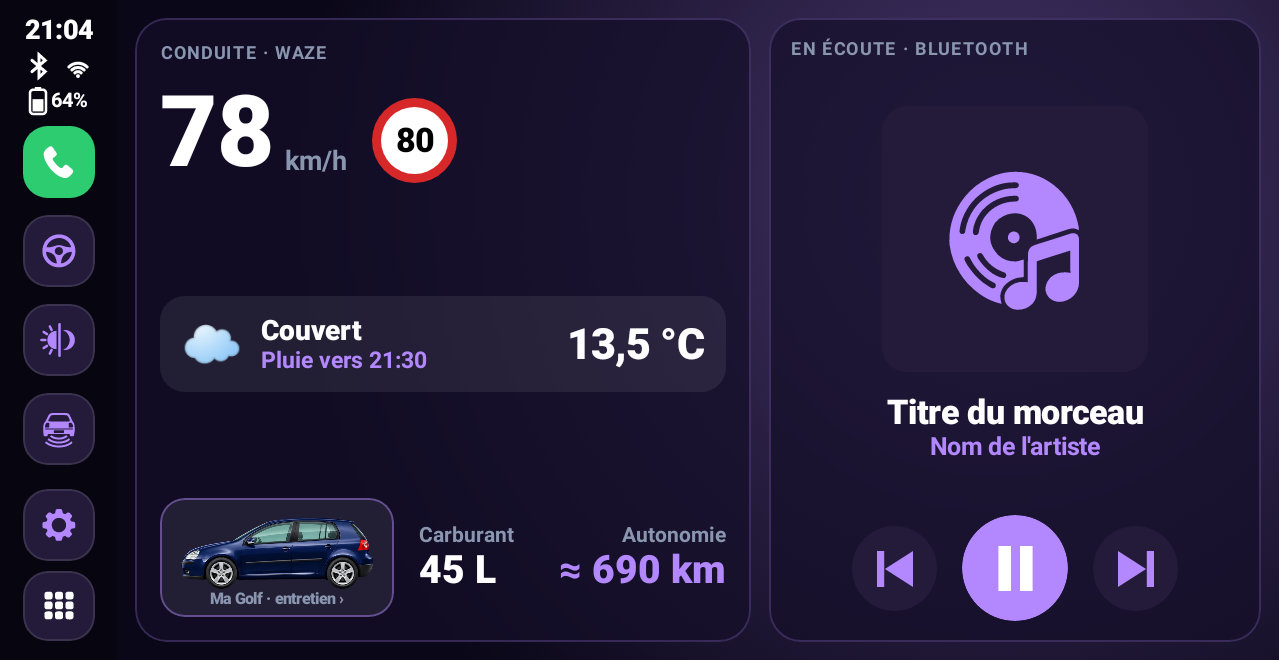 21:04
64%
CONDUITE · WAZE
78 km/h
80
Couvert
Pluie vers 21:30
13,5 °C
Ma Golf · entretien ›
Carburant
45 L
Autonomie
≈ 690 km
EN ÉCOUTE · BLUETOOTH
Titre du morceau
Nom de l'artiste